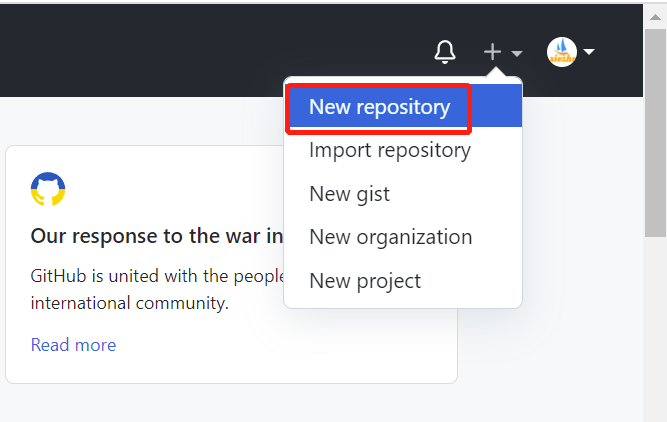 New repository
Import repository
New gist
New organization
New project
Our response to the war in
GitHub is united with the people
international community.
Read more